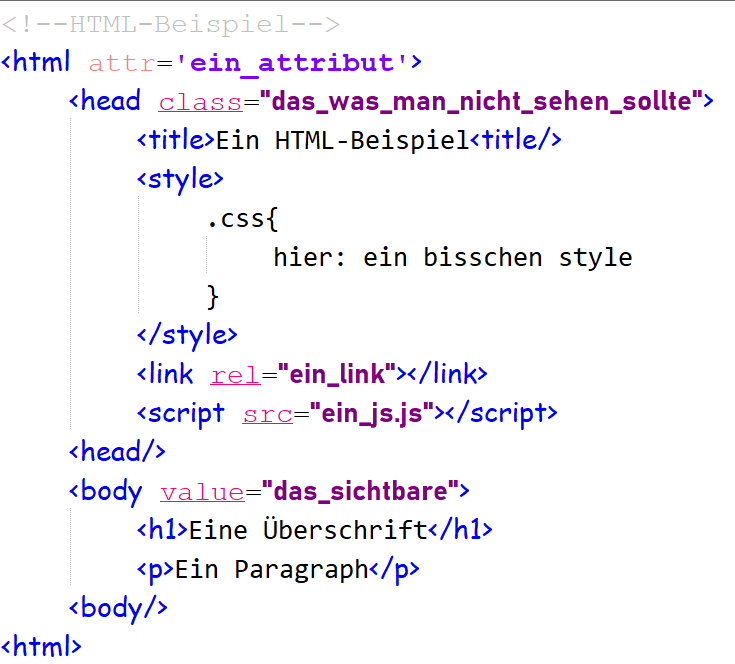 <!--HTML-Beispiel-->
<html attr='ein_attribut'>
<head class="das_was_man_nicht_sehen_sollte">
<title>Ein HTML-Beispiel<title/>
<style>
.css{
hier: ein bisschen style
}
</style>
<link rel="ein_link"></link>
<script src="ein_js.js"></script>
<head/>
<body value="das_sichtbare">
<h1>Eine Überschrift</h1>
<p>Ein Paragraph</p>
<body/>
<html>